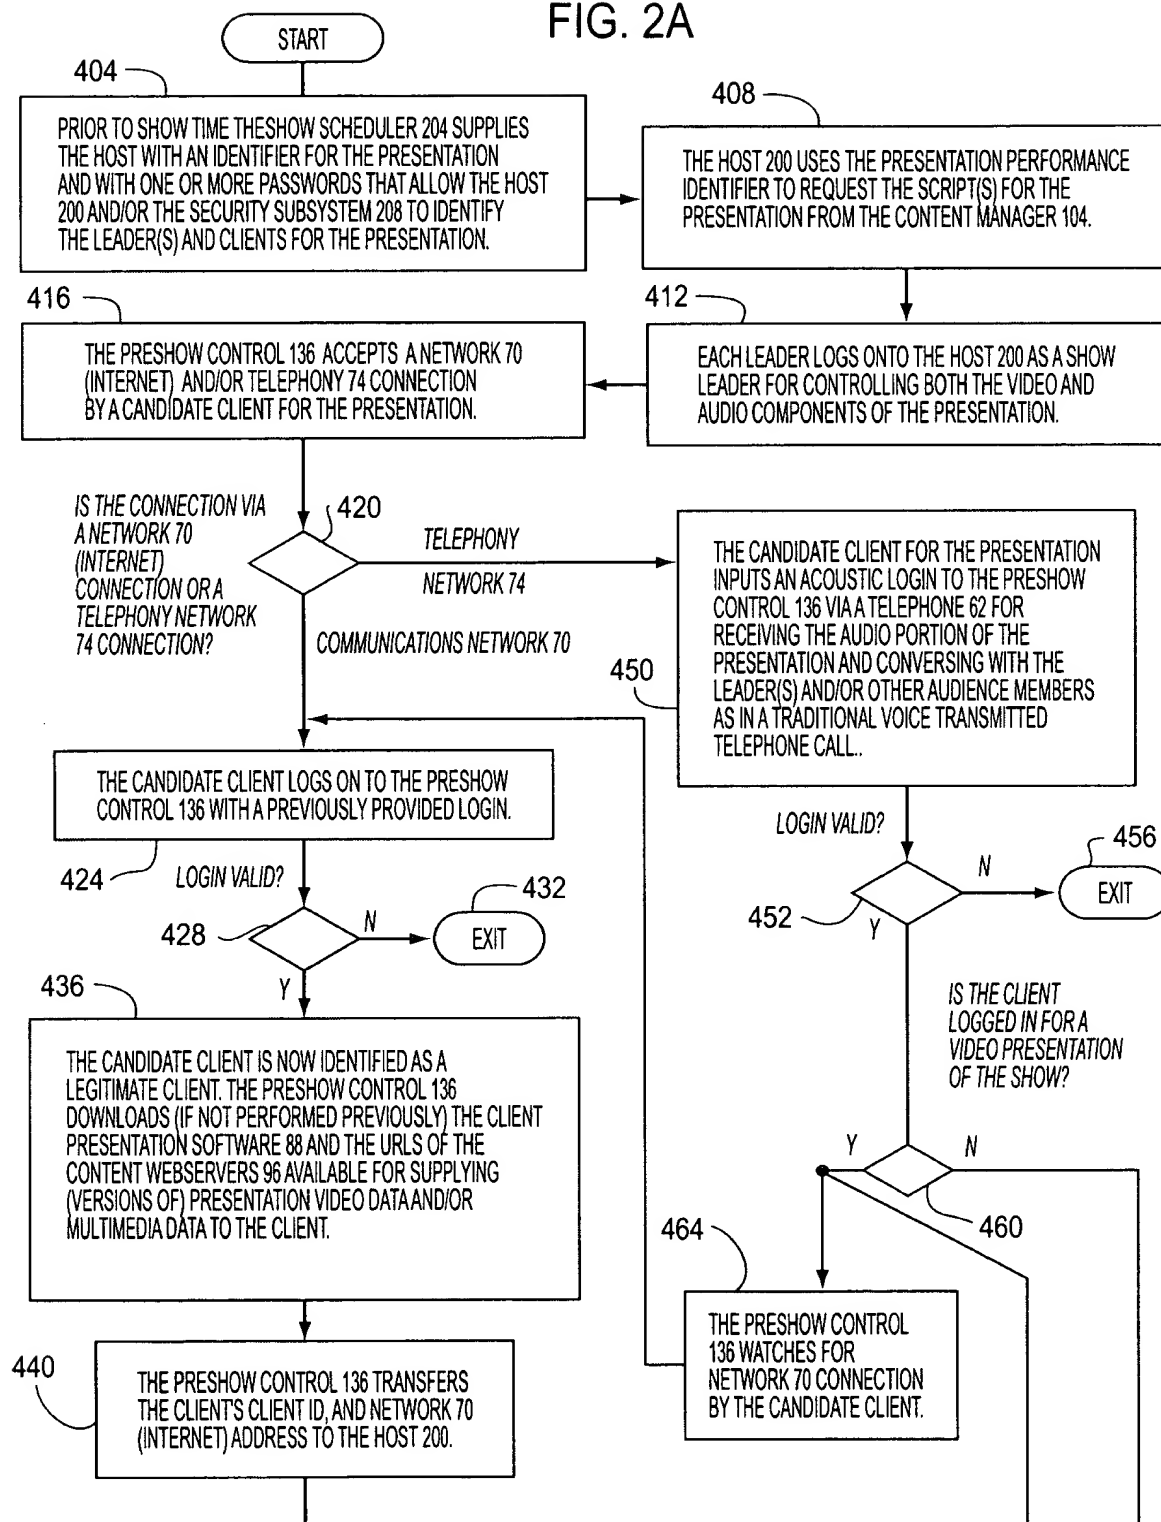 FIG. 2A
START
404
PRIOR TO SHOW TIME THESHOW SCHEDULER 204 SUPPLIES
THE HOST WITH AN IDENTIFIER FOR THE PRESENTATION
AND WITH ONE OR MORE PASSWORDS THAT ALLOW THE HOST
200 AND/OR THE SECURITY SUBSYSTEM 208 TO IDENTIFY
THE LEADER(S) AND CLIENTS FOR THE PRESENTATION.
408
THE HOST 200 USES THE PRESENTATION PERFORMANCE
IDENTIFIER TO REQUEST THE SCRIPT(S) FOR THE
PRESENTATION FROM THE CONTENT MANAGER 104.
412
EACH LEADER LOGS ONTO THE HOST 200 AS A SHOW
LEADER FOR CONTROLLING BOTH THE VIDEO AND
AUDIO COMPONENTS OF THE PRESENTATION.
416
THE PRESHOW CONTROL 136 ACCEPTS A NETWORK 70
(INTERNET) AND/OR TELEPHONY 74 CONNECTION
BY A CANDIDATE CLIENT FOR THE PRESENTATION.
IS THE CONNECTION VIA
A NETWORK 70
(INTERNET)
CONNECTION OR A
TELEPHONY NETWORK
74 CONNECTION?
420
TELEPHONY
NETWORK 74
COMMUNICATIONS NETWORK 70
450
THE CANDIDATE CLIENT FOR THE PRESENTATION
INPUTS AN ACOUSTIC LOGIN TO THE PRESHOW
CONTROL 136 VIA A TELEPHONE 62 FOR
RECEIVING THE AUDIO PORTION OF THE
PRESENTATION AND CONVERSING WITH THE
LEADER(S) AND/OR OTHER AUDIENCE MEMBERS
AS IN A TRADITIONAL VOICE TRANSMITTED
TELEPHONE CALL..
THE CANDIDATE CLIENT LOGS ON TO THE PRESHOW
CONTROL 136 WITH A PREVIOUSLY PROVIDED LOGIN.
424
LOGIN VALID?
428
N
432
EXIT
Y
LOGIN VALID?
452
N
456
EXIT
Y
436
THE CANDIDATE CLIENT IS NOW IDENTIFIED AS A
LEGITIMATE CLIENT. THE PRESHOW CONTROL 136
DOWNLOADS (IF NOT PERFORMED PREVIOUSLY) THE CLIENT
PRESENTATION SOFTWARE 88 AND THE URLS OF THE
CONTENT WEBSERVERS 96 AVAILABLE FOR SUPPLYING
(VERSIONS OF) PRESENTATION VIDEO DATA AND/OR
MULTIMEDIA DATA TO THE CLIENT.
IS THE CLIENT
LOGGED IN FOR A
VIDEO PRESENTATION
OF THE SHOW?
Y
N
460
464
THE PRESHOW CONTROL
136 WATCHES FOR
NETWORK 70 CONNECTION
BY THE CANDIDATE CLIENT.
440
THE PRESHOW CONTROL 136 TRANSFERS
THE CLIENT'S CLIENT ID, AND NETWORK 70
(INTERNET) ADDRESS TO THE HOST 200.